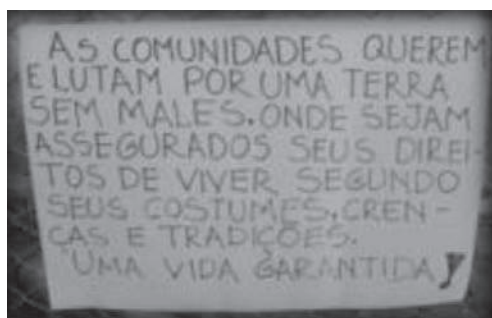 AS COMUNIDADES QUEREM
E LUTAM POR UMA TERRA
SEM MALES. ONDE SEJAM
ASSEGURADOS SEUS DIREI-
TOS DE VIVER SEGUNDO
SEUS COSTUMES, CREN-
ÇAS E TRADIÇÕES.
"UMA VIDA GARANTIDA